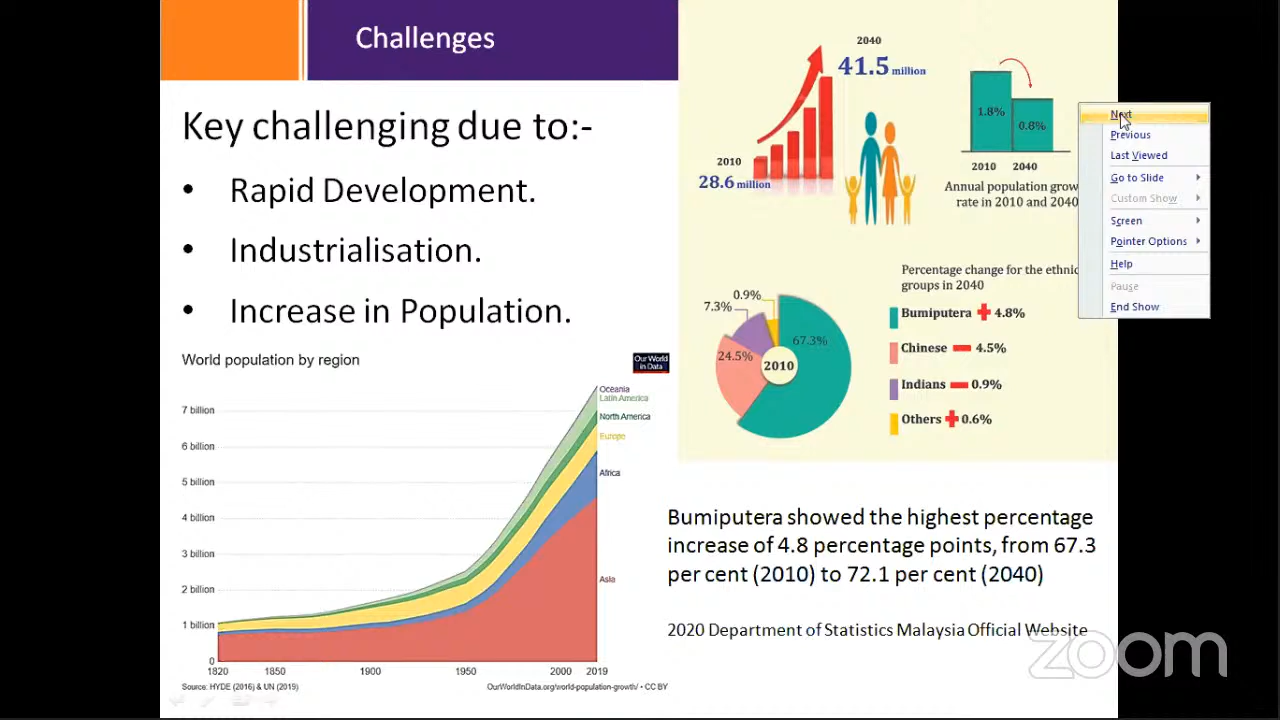 Challenges
Key challenging due to:-
• Rapid Development.
• Industrialisation.
• Increase in Population.
World population by region
Our World
in Data
7 billion
6 billion
5 billion
4 billion
3 billion
2 billion
1 billion
0
1820
1850
1900
1950
2000
2019
Oceania
Latin America
North America
Europe
Africa
Asia
Source: HYDE (2016) & UN (2019)
OurWorldInData.org/world-population-growth/ • CC BY
2040
41.5 million
2010
28.6 million
1.8%
0.8%
2010
2040
Annual population grow
rate in 2010 and 2040
Percentage change for the ethnic
groups in 2040
Bumiputera + 4.8%
Chinese − 4.5%
Indians − 0.9%
Others + 0.6%
0.9%
7.3%
24.5%
67.3%
2010
Bumiputera showed the highest percentage
increase of 4.8 percentage points, from 67.3
per cent (2010) to 72.1 per cent (2040)
2020 Department of Statistics Malaysia Official Website
Next
Previous
Last Viewed
Go to Slide
Custom Show
Screen
Pointer Options
Help
Pause
End Show
zoom